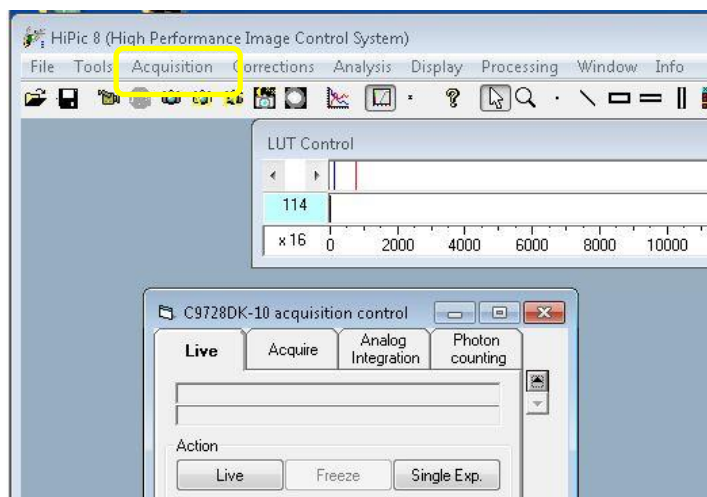 HiPic 8 (High Performance Image Control System)
File Tools Acquisition Corrections Analysis Display Processing Window Info
LUT Control
114
x 16 0 2000 4000 6000 8000 10000
C9728DK-10 acquisition control
Live Acquire Analog Integration Photon counting
Action
Live Freeze Single Exp.